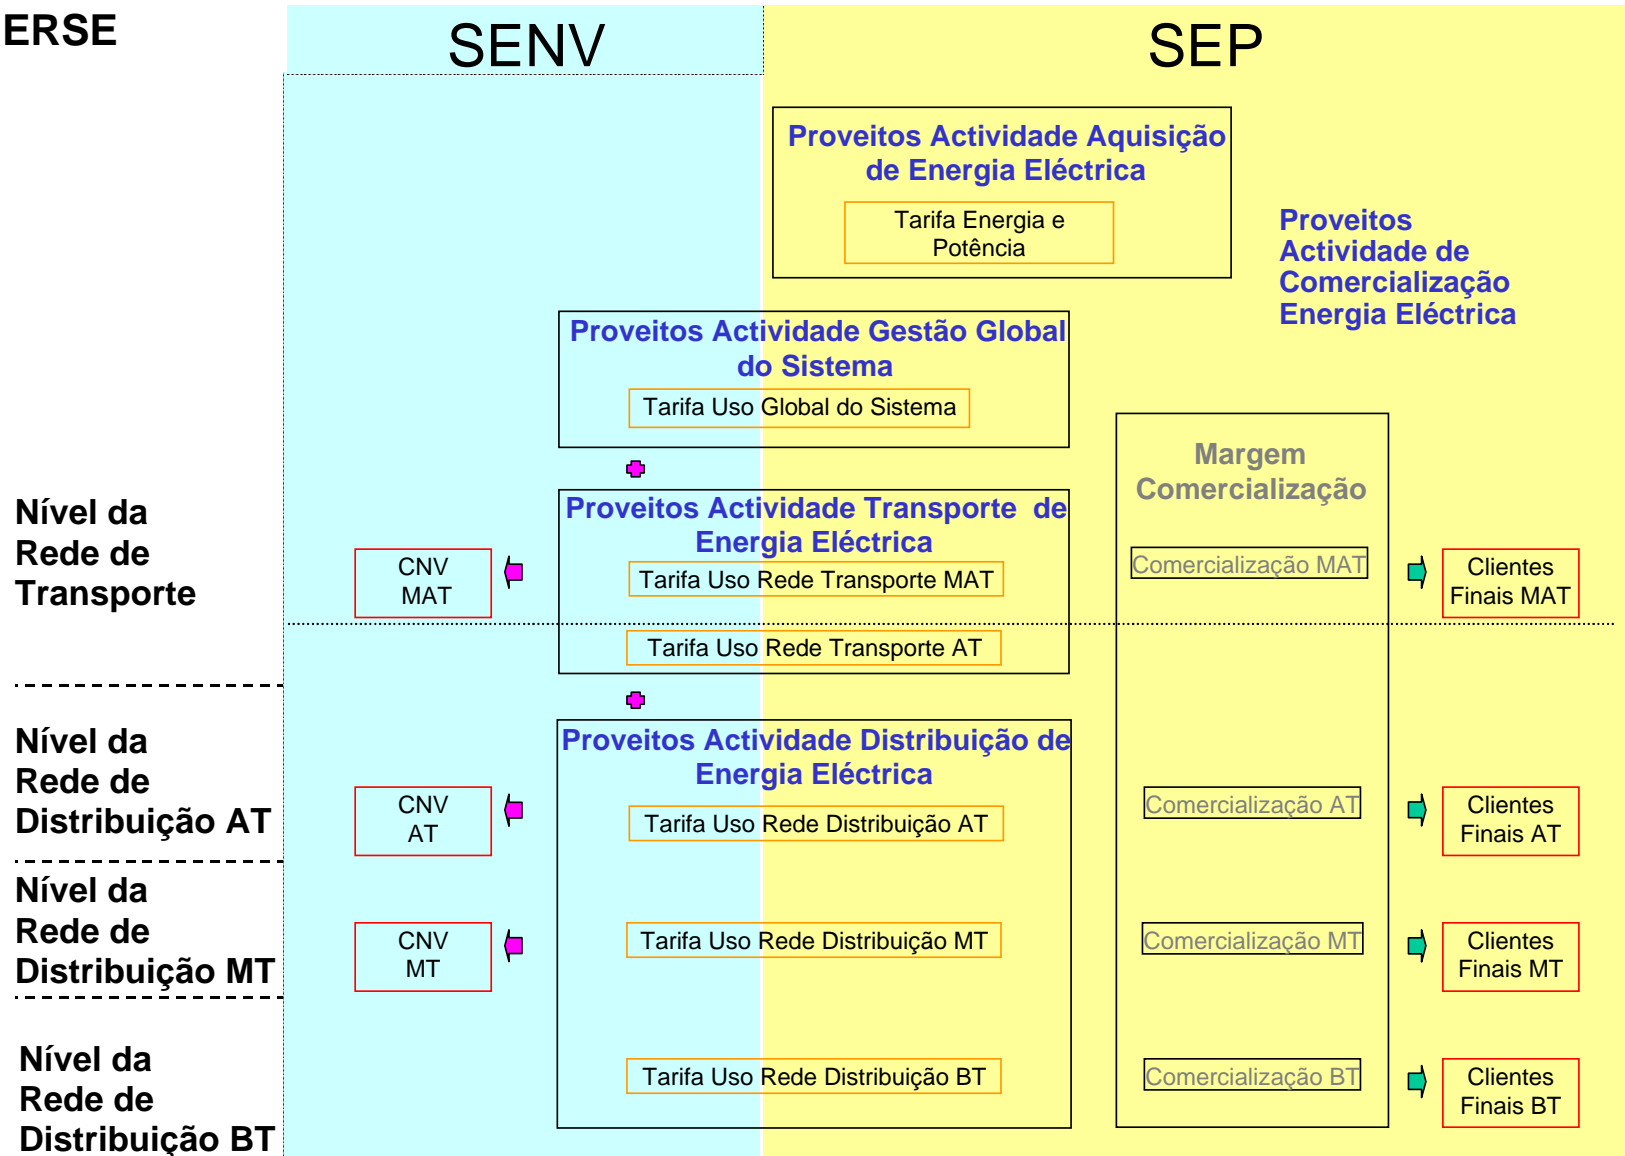 ERSE
SENV
SEP
Proveitos Actividade Aquisição
de Energia Eléctrica
Tarifa Energia e
Potência
Proveitos
Actividade de
Comercialização
Energia Eléctrica
Proveitos Actividade Gestão Global
do Sistema
Tarifa Uso Global do Sistema
Margem
Comercialização
Nível da
Rede de
Transporte
Proveitos Actividade Transporte de
Energia Eléctrica
CNV
MAT
Tarifa Uso Rede Transporte MAT
Comercialização MAT
Clientes
Finais MAT
Tarifa Uso Rede Transporte AT
Nível da
Rede de
Distribuição AT
Proveitos Actividade Distribuição de
Energia Eléctrica
CNV
AT
Tarifa Uso Rede Distribuição AT
Comercialização AT
Clientes
Finais AT
Nível da
Rede de
Distribuição MT
CNV
MT
Tarifa Uso Rede Distribuição MT
Comercialização MT
Clientes
Finais MT
Nível da
Rede de
Distribuição BT
Tarifa Uso Rede Distribuição BT
Comercialização BT
Clientes
Finais BT